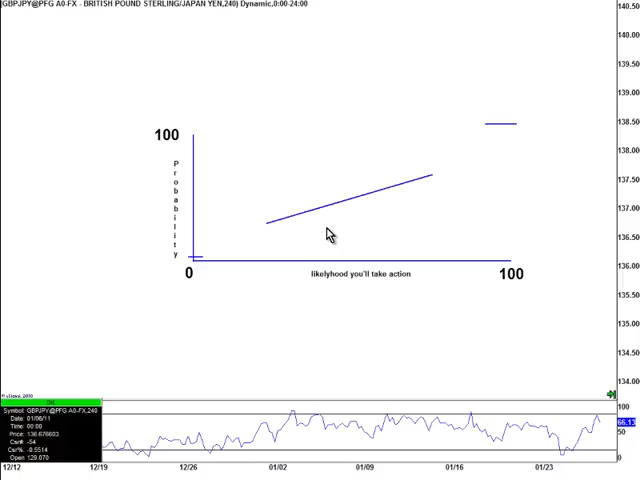 (GBPJPY@PFG A0-FX - BRITISH POUND STERLING/JAPAN YEN,240) Dynamic,0:00-24:00
140.50
140.00
139.50
139.00
138.50
138.00
137.50
137.00
136.50
136.00
135.50
135.00
134.50
134.00
100
Probability
0
likelyhood you'll take action
100
Symbol: GBPJPY@PFG A0-FX,240
Date: 01/06/11
Time: 00:00
Price: 136.676603
Csr#: -54
Csr%: -0.5514
Open 129.070
100
66.13
50
0
12/12
12/19
12/26
01/02
01/09
01/16
01/23